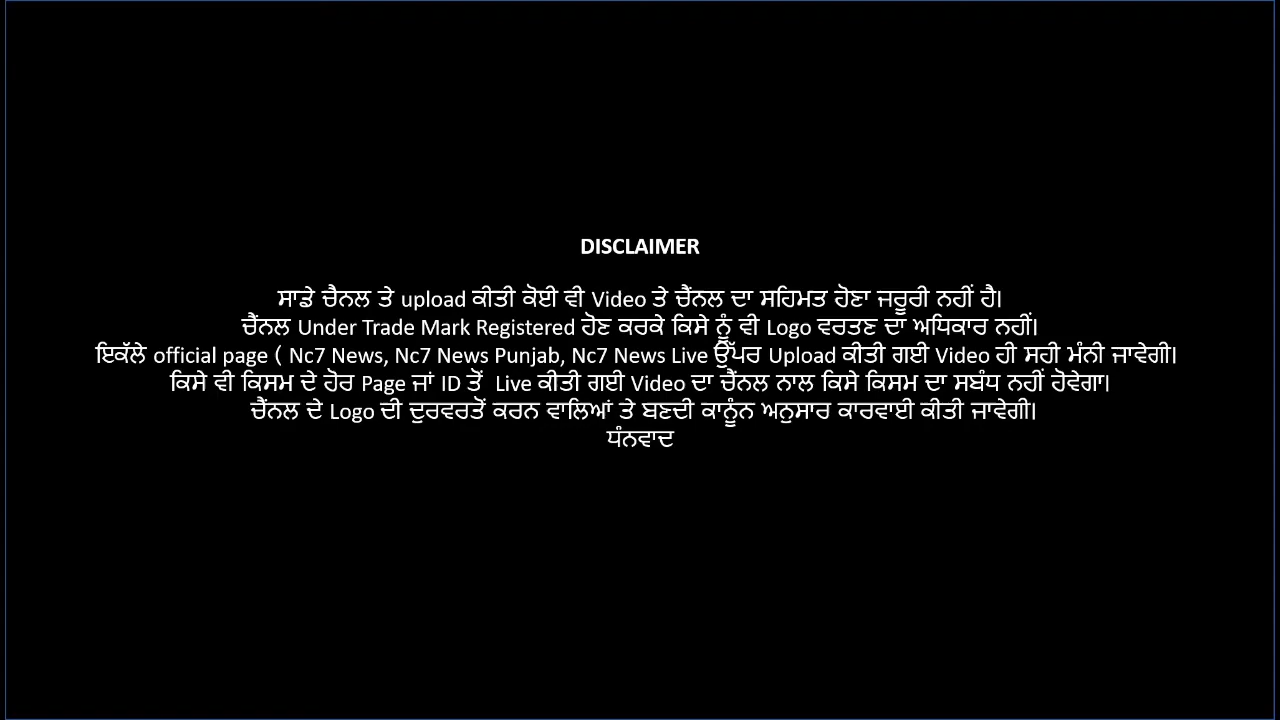 DISCLAIMER
ਸਾਡੇ ਚੈਨਲ ਤੇ upload ਕੀਤੀ ਕੋਈ ਵੀ Video ਤੇ ਚੈੱਨਲ ਦਾ ਸਹਿਮਤ ਹੋਣਾ ਜਰੂਰੀ ਨਹੀਂ ਹੈ।
ਚੈੱਨਲ Under Trade Mark Registered ਹੋਣ ਕਰਕੇ ਕਿਸੇ ਨੂੰ ਵੀ Logo ਵਰਤਣ ਦਾ ਅਧਿਕਾਰ ਨਹੀਂ।
ਇਕੱਲੇ official page ( Nc7 News, Nc7 News Punjab, Nc7 News Live ਉੱਪਰ Upload ਕੀਤੀ ਗਈ Video ਹੀ ਸਹੀ ਮੰਨੀ ਜਾਵੇਗੀ।
ਕਿਸੇ ਵੀ ਕਿਸਮ ਦੇ ਹੋਰ Page ਜਾਂ ID ਤੋਂ Live ਕੀਤੀ ਗਈ Video ਦਾ ਚੈੱਨਲ ਨਾਲ ਕਿਸੇ ਕਿਸਮ ਦਾ ਸਬੰਧ ਨਹੀਂ ਹੋਵੇਗਾ।
ਚੈੱਨਲ ਦੇ Logo ਦੀ ਦੁਰਵਰਤੋਂ ਕਰਨ ਵਾਲਿਆਂ ਤੇ ਬਣਦੀ ਕਾਨੂੰਨ ਅਨੁਸਾਰ ਕਾਰਵਾਈ ਕੀਤੀ ਜਾਵੇਗੀ।
ਧੰਨਵਾਦ